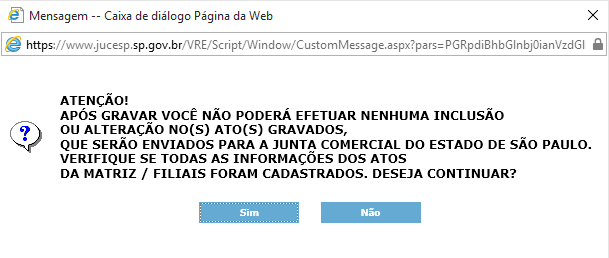 Mensagem -- Caixa de diálogo Página da Web
https://www.jucesp.sp.gov.br/VRE/Script/Window/CustomMessage.aspx?pars=PGRpdiBhbGlnbj0ianVzdGl
ATENÇÃO!
APÓS GRAVAR VOCÊ NÃO PODERÁ EFETUAR NENHUMA INCLUSÃO
OU ALTERAÇÃO NO(S) ATO(S) GRAVADOS,
QUE SERÃO ENVIADOS PARA A JUNTA COMERCIAL DO ESTADO DE SÃO PAULO.
VERIFIQUE SE TODAS AS INFORMAÇÕES DOS ATOS
DA MATRIZ / FILIAIS FORAM CADASTRADOS. DESEJA CONTINUAR?
Sim Não